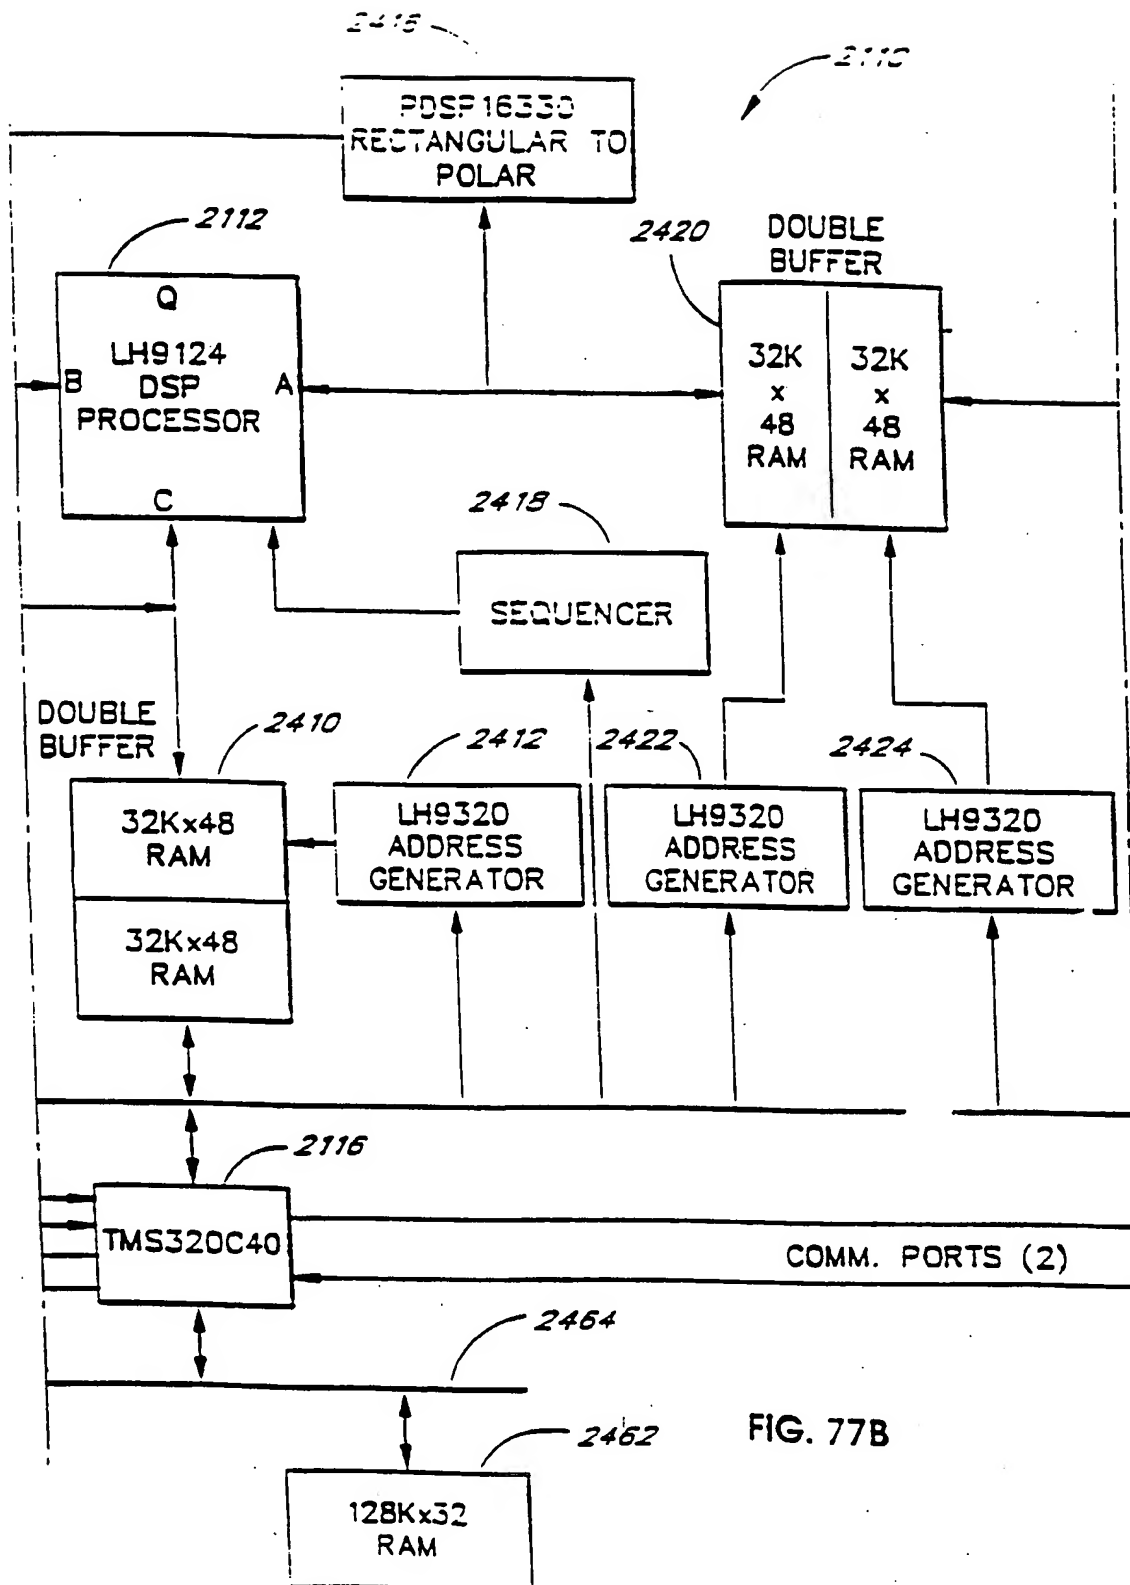 2416
2110
PDSP16330
RECTANGULAR TO
POLAR
2112
2420
DOUBLE
BUFFER
Q
LH9124
DSP
PROCESSOR
B
A
C
32K
x
48
RAM
32K
x
48
RAM
2418
SEQUENCER
DOUBLE
BUFFER
2410
2412
2422
2424
32Kx48
RAM
32Kx48
RAM
LH9320
ADDRESS
GENERATOR
LH9320
ADDRESS
GENERATOR
LH9320
ADDRESS
GENERATOR
2116
TMS320C40
COMM. PORTS (2)
2464
2462
128Kx32
RAM
FIG. 77B